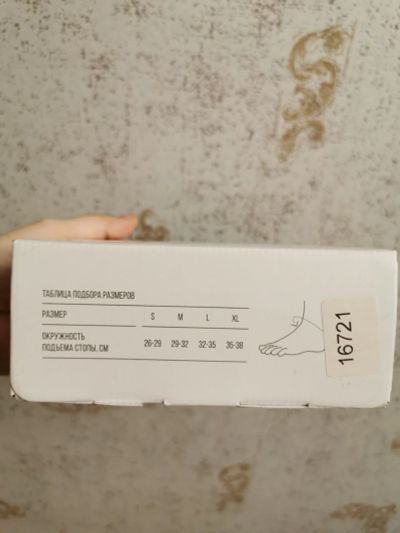 ТАБЛИЦА ПОДБОРА РАЗМЕРОВ
РАЗМЕР S M L XL
ОКРУЖНОСТЬ
ПОДЪЕМА СТОПЫ, СМ 26-29 29-32 32-35 35-38
16721